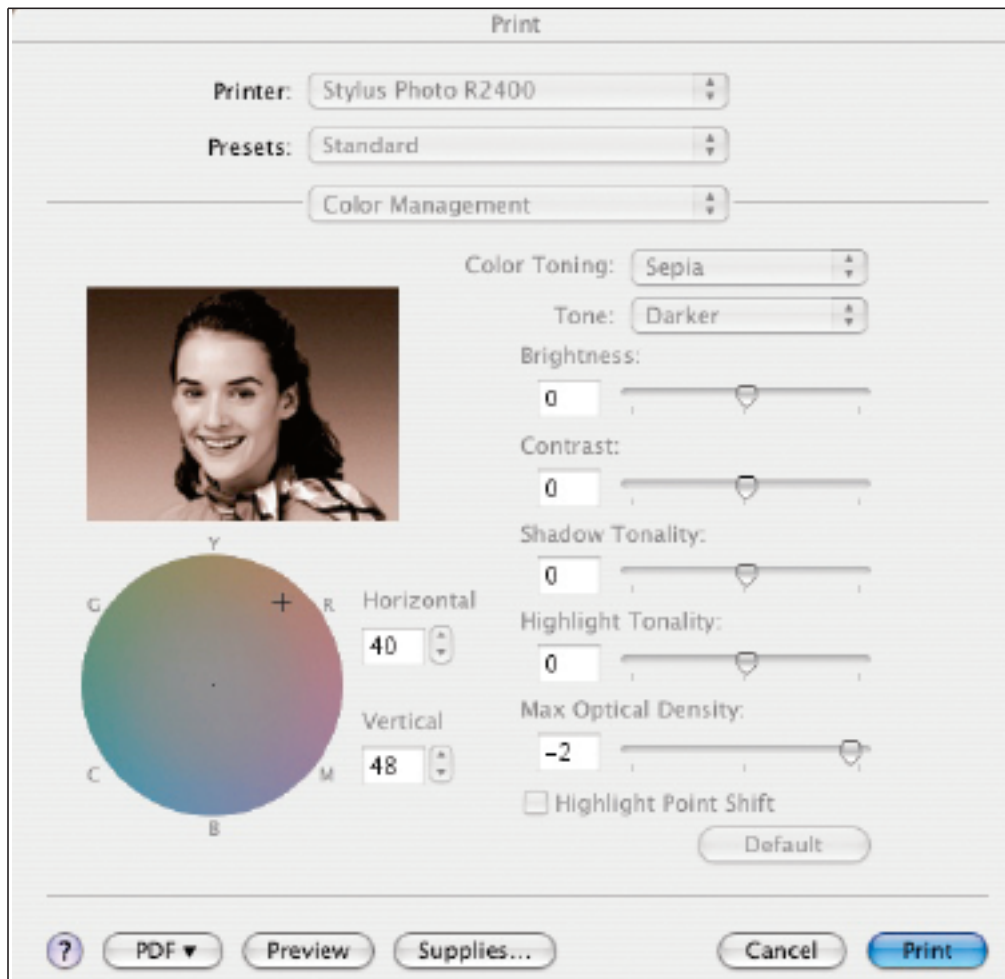 Print
Printer: Stylus Photo R2400
Presets: Standard
Color Management
Color Toning: Sepia
Tone: Darker
Brightness:
0
Contrast:
0
Shadow Tonality:
0
Highlight Tonality:
0
Max Optical Density:
-2
Highlight Point Shift
Default
Y
G
R
C
M
B
Horizontal
40
Vertical
48
?
PDF
Preview
Supplies...
Cancel
Print